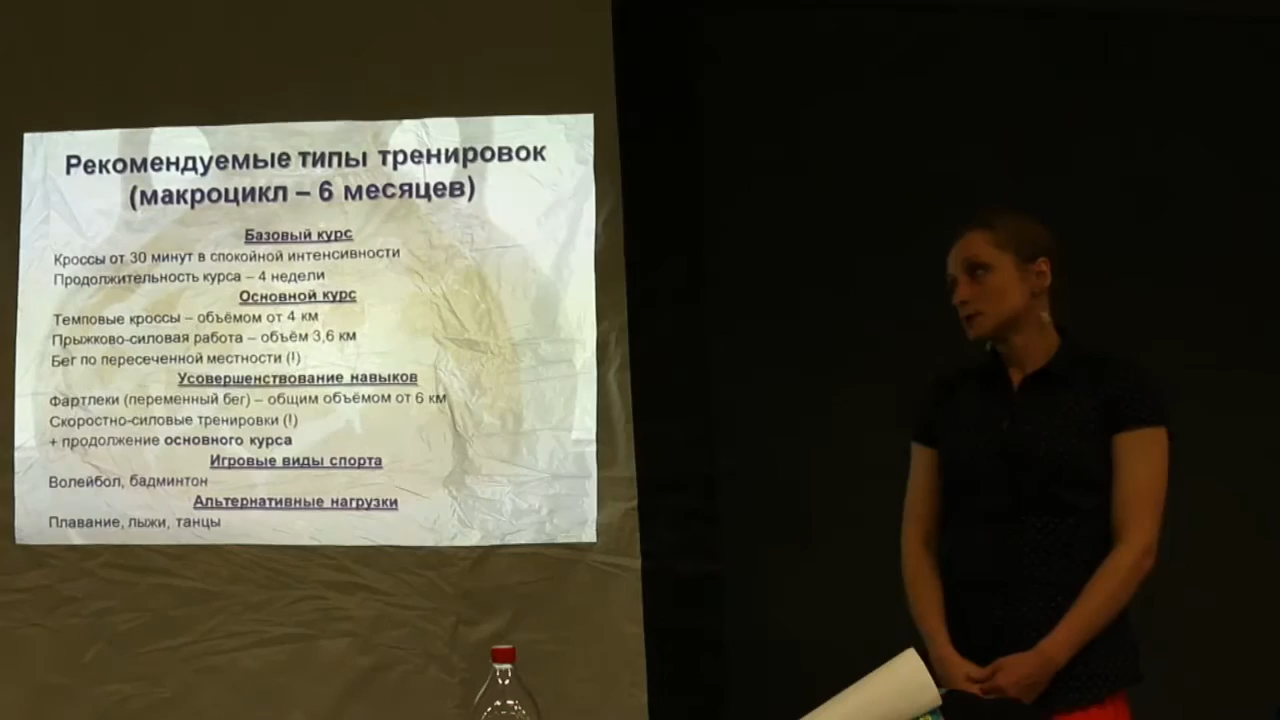 Рекомендуемые типы тренировок
(макроцикл – 6 месяцев)
Базовый курс
Кроссы от 30 минут в спокойной интенсивности
Продолжительность курса – 4 недели
Основной курс
Темповые кроссы – объёмом от 4 км
Прыжково-силовая работа – объём 3,6 км
Бег по пересеченной местности (!)
Усовершенствование навыков
Фартлеки (переменный бег) – общим объёмом от 6 км
Скоростно-силовые тренировки (!)
+ продолжение основного курса
Игровые виды спорта
Волейбол, бадминтон
Альтернативные нагрузки
Плавание, лыжи, танцы